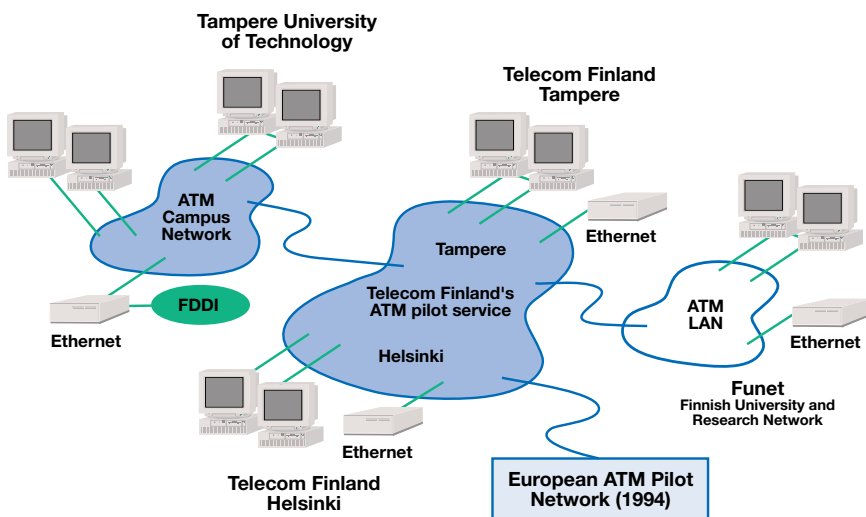 Tampere University
of Technology
Telecom Finland
Tampere
ATM
Campus
Network
Ethernet
Tampere
Telecom Finland's
ATM pilot service
ATM
LAN
FDDI
Ethernet
Ethernet
Helsinki
Funet
Finnish University and
Research Network
Ethernet
Telecom Finland
Helsinki
European ATM Pilot
Network (1994)